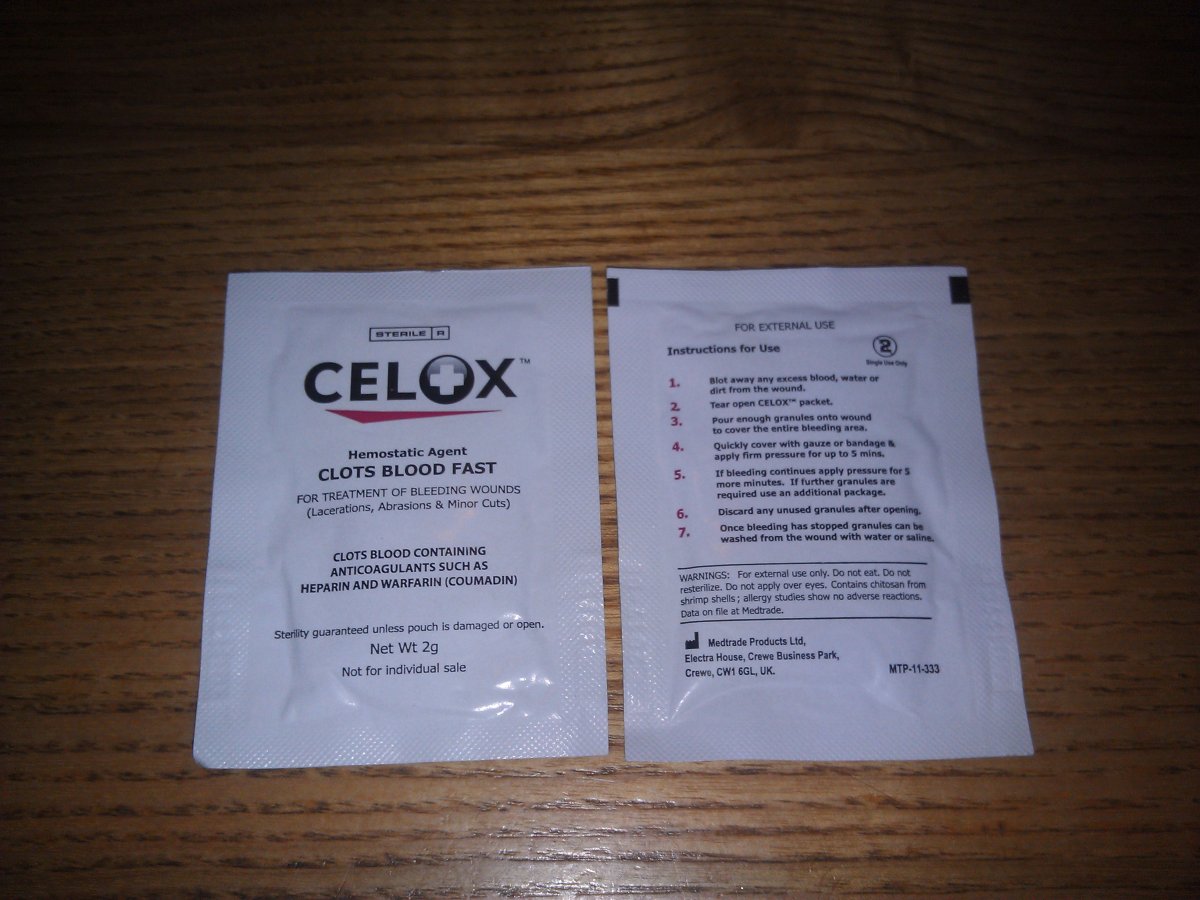 STERILE R
CELOX™
Hemostatic Agent
CLOTS BLOOD FAST
FOR TREATMENT OF BLEEDING WOUNDS
(Lacerations, Abrasions & Minor Cuts)
CLOTS BLOOD CONTAINING
ANTICOAGULANTS SUCH AS
HEPARIN AND WARFARIN (COUMADIN)
Sterility guaranteed unless pouch is damaged or open.
Net Wt 2g
Not for individual sale
FOR EXTERNAL USE
Instructions for Use
2
Single Use Only
1. Blot away any excess blood, water or
dirt from the wound.
2. Tear open CELOX™ packet.
3. Pour enough granules onto wound
to cover the entire bleeding area.
4. Quickly cover with gauze or bandage &
apply firm pressure for up to 5 mins.
5. If bleeding continues apply pressure for 5
more minutes. If further granules are
required use an additional package.
6. Discard any unused granules after opening.
7. Once bleeding has stopped granules can be
washed from the wound with water or saline.
WARNINGS: For external use only. Do not eat. Do not
resterilize. Do not apply over eyes. Contains chitosan from
shrimp shells; allergy studies show no adverse reactions.
Data on file at Medtrade.
Medtrade Products Ltd,
Electra House, Crewe Business Park,
Crewe, CW1 6GL, UK.
MTP-11-333